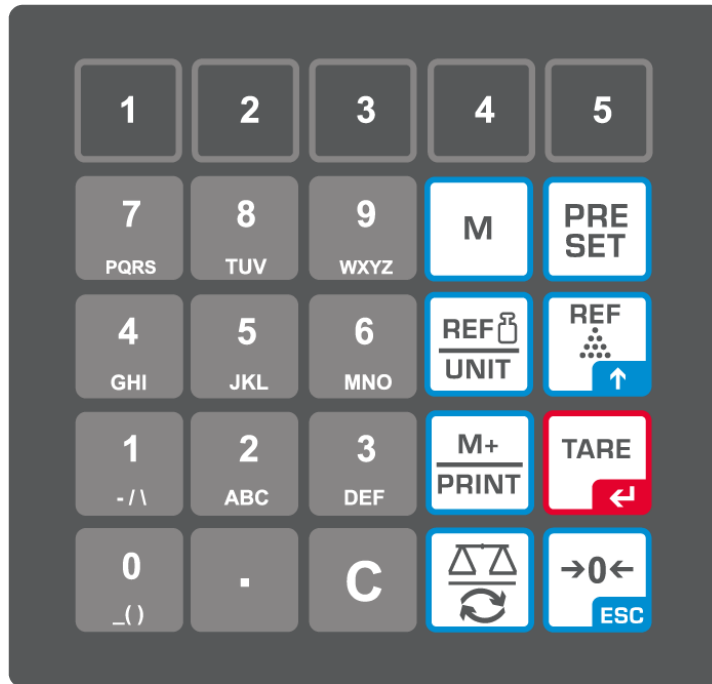 1 2 3 4 5
7 8 9 M PRE
PQRS TUV WXYZ SET
4 5 6 REF REF
GHI JKL MNO UNIT ↑
1 2 3 M+ TARE
-/\ ABC DEF PRINT ↵
0 . C →0←
_() ESC